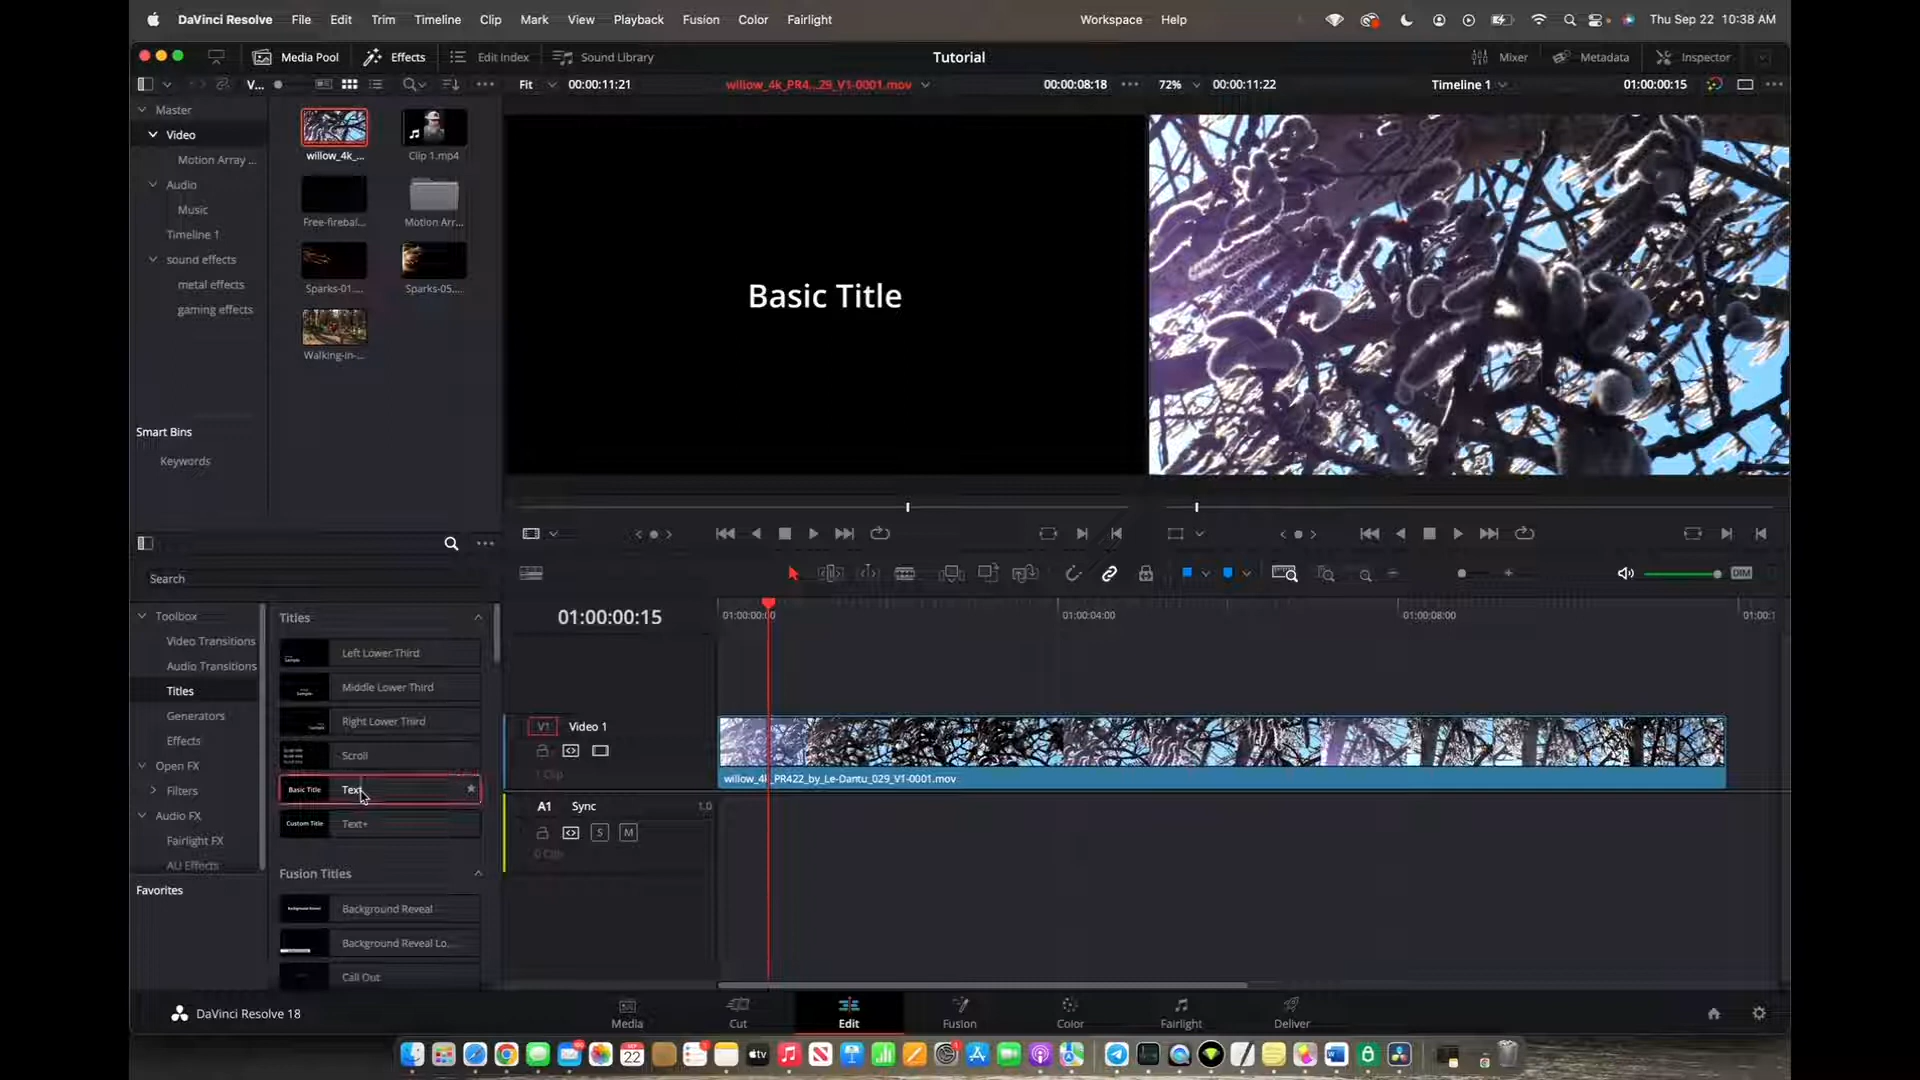 DaVinci Resolve File Edit Trim Timeline Clip Mark View Playback Fusion Color Fairlight Workspace Help Thu Sep 22 10:38 AM
Media Pool Effects Edit Index Sound Library Tutorial Mixer Metadata Inspector
V... Fit 00:00:11:21 willow_4k_PR4...29_V1-0001.mov 00:00:08:18 72% 00:00:11:22 Timeline 1 01:00:00:15
Master
Video
Motion Array ...
Audio
Music
Timeline 1
sound effects
metal effects
gaming effects
willow_4k_... Clip 1.mp4
Free-firebal... Motion Arr...
Sparks-01.... Sparks-05....
Walking-in-...
Basic Title
Smart Bins
Keywords
Search
DIM
Toolbox
Video Transitions
Audio Transitions
Titles
Generators
Effects
Open FX
Filters
Audio FX
Fairlight FX
AU Effects
Favorites
Titles
Left Lower Third
Middle Lower Third
Right Lower Third
Scroll
Basic Title Text
Custom Title Text+
Fusion Titles
Background Reveal
Background Reveal Lo...
Call Out
01:00:00:15 01:00:00:00 01:00:04:00 01:00:08:00 01:00:1
V1 Video 1
1 Clip
willow_4k_PR422_by_Le-Dantu_029_V1-0001.mov
A1 Sync 1.0
S M
0 Clip
DaVinci Resolve 18 Media Cut Edit Fusion Color Fairlight Deliver
SEP
22
tv